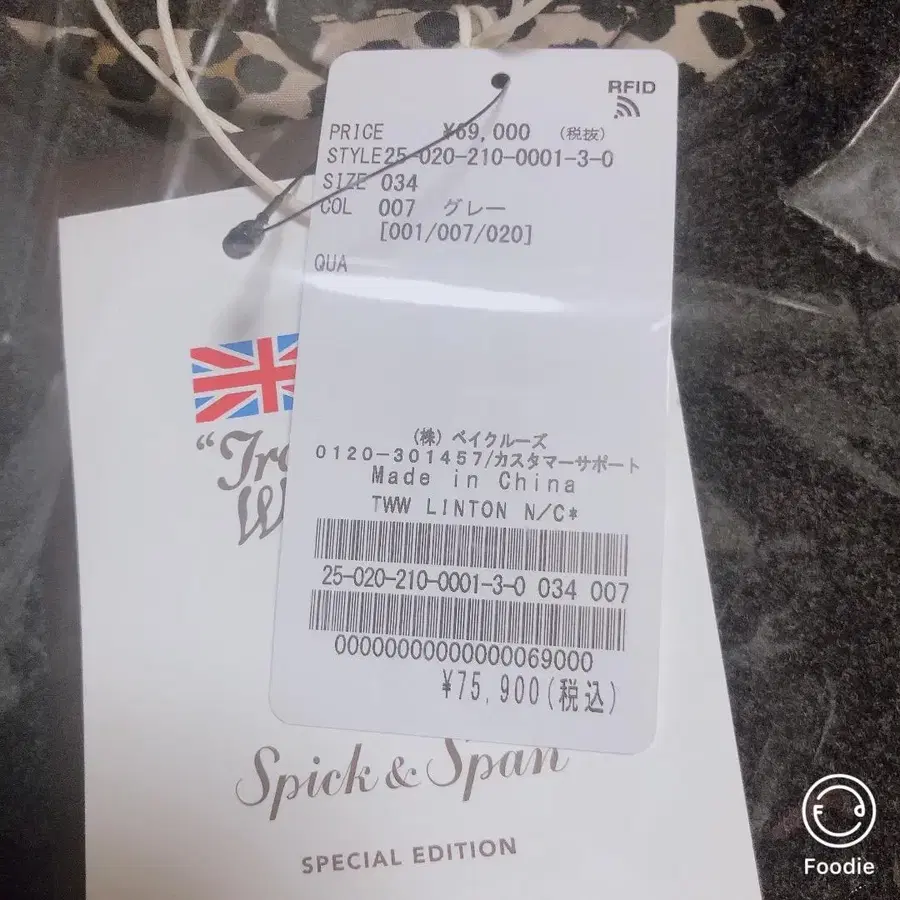 RFID
PRICE ¥69,000 (税抜)
STYLE25-020-210-0001-3-0
SIZE 034
COL 007 グレー
[001/007/020]
QUA
(株) ベイクルーズ
0120-301457/カスタマーサポート
Made in China
TWW LINTON N/C*
25-020-210-0001-3-0 034 007
00000000000000069000
¥75,900(税込)
Spick & Span
SPECIAL EDITION
Foodie